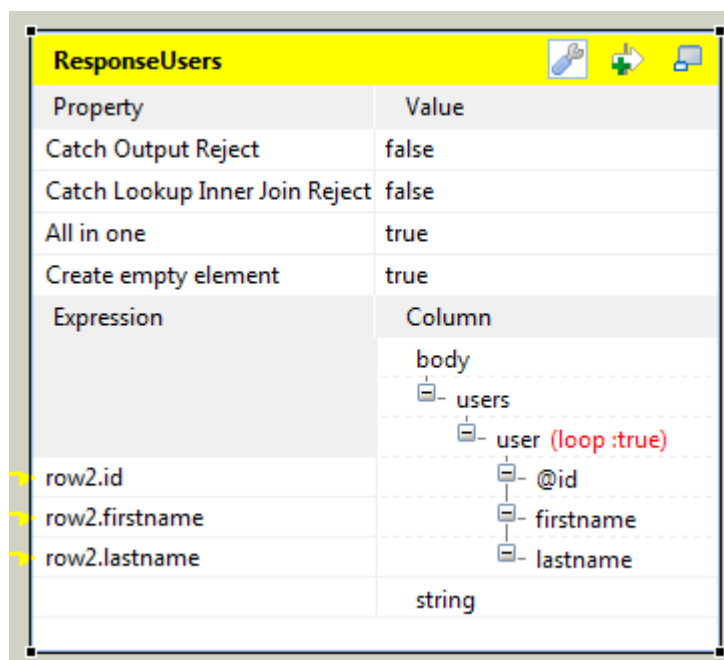 ResponseUsers
Property Value
Catch Output Reject false
Catch Lookup Inner Join Reject false
All in one true
Create empty element true
Expression Column
body
users
user (loop :true)
row2.id @id
row2.firstname firstname
row2.lastname lastname
string